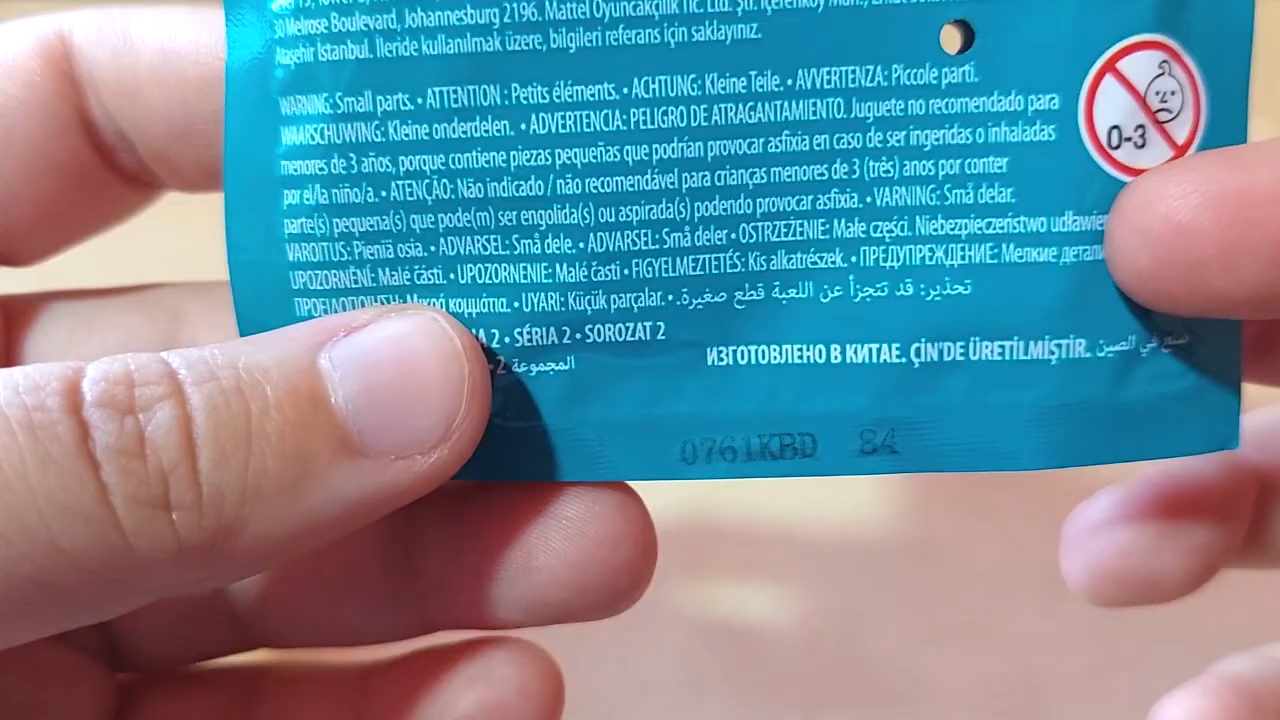 30 Melrose Boulevard, Johannesburg 2196. Mattel Oyuncakçılık Tic. Ltd. Şti.
Ataşehir İstanbul. İleride kullanılmak üzere, bilgileri referans için saklayınız.
WARNING: Small parts. • ATTENTION : Petits éléments. • ACHTUNG: Kleine Teile. • AVVERTENZA: Piccole parti.
WAARSCHUWING: Kleine onderdelen. • ADVERTENCIA: PELIGRO DE ATRAGANTAMIENTO. Juguete no recomendado para
menores de 3 años, porque contiene piezas pequeñas que podrían provocar asfixia en caso de ser ingeridas o inhaladas
por el/la niño/a. • ATENÇÃO: Não indicado / não recomendável para crianças menores de 3 (três) anos por conter
parte(s) pequena(s) que pode(m) ser engolida(s) ou aspirada(s) podendo provocar asfixia. • VARNING: Små delar.
VAROITUS: Pieniä osia. • ADVARSEL: Små dele. • ADVARSEL: Små deler • OSTRZEŻENIE: Małe części. Niebezpieczeństwo
UPOZORNĚNÍ: Malé části. • UPOZORNENIE: Malé časti • FIGYELMEZTETÉS: Kis alkatrészek. • ПРЕДУПРЕЖДЕНИЕ: Мелкие детали
ΠΡΟΕΙΔΟΠΟΙΗΣΗ: Μικρά κομμάτια. • UYARI: Küçük parçalar. • تحذير: قد تتجزأ عن اللعبة قطع صغيرة.
2 • SÉRIA 2 • SOROZAT 2
المجموعة 2
ИЗГОТОВЛЕНО В КИТАЕ. ÇİN'DE ÜRETİLMİŞTİR. صنع في الصين
0-3
0761KBD 84